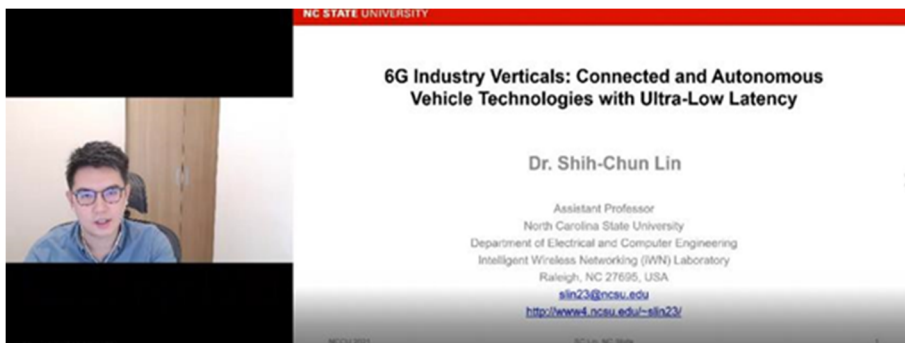 NC STATE UNIVERSITY
6G Industry Verticals: Connected and Autonomous
Vehicle Technologies with Ultra-Low Latency
Dr. Shih-Chun Lin
Assistant Professor
North Carolina State University
Department of Electrical and Computer Engineering
Intelligent Wireless Networking (IWN) Laboratory
Raleigh, NC 27695, USA
slin23@ncsu.edu
http://www4.ncsu.edu/~slin23/